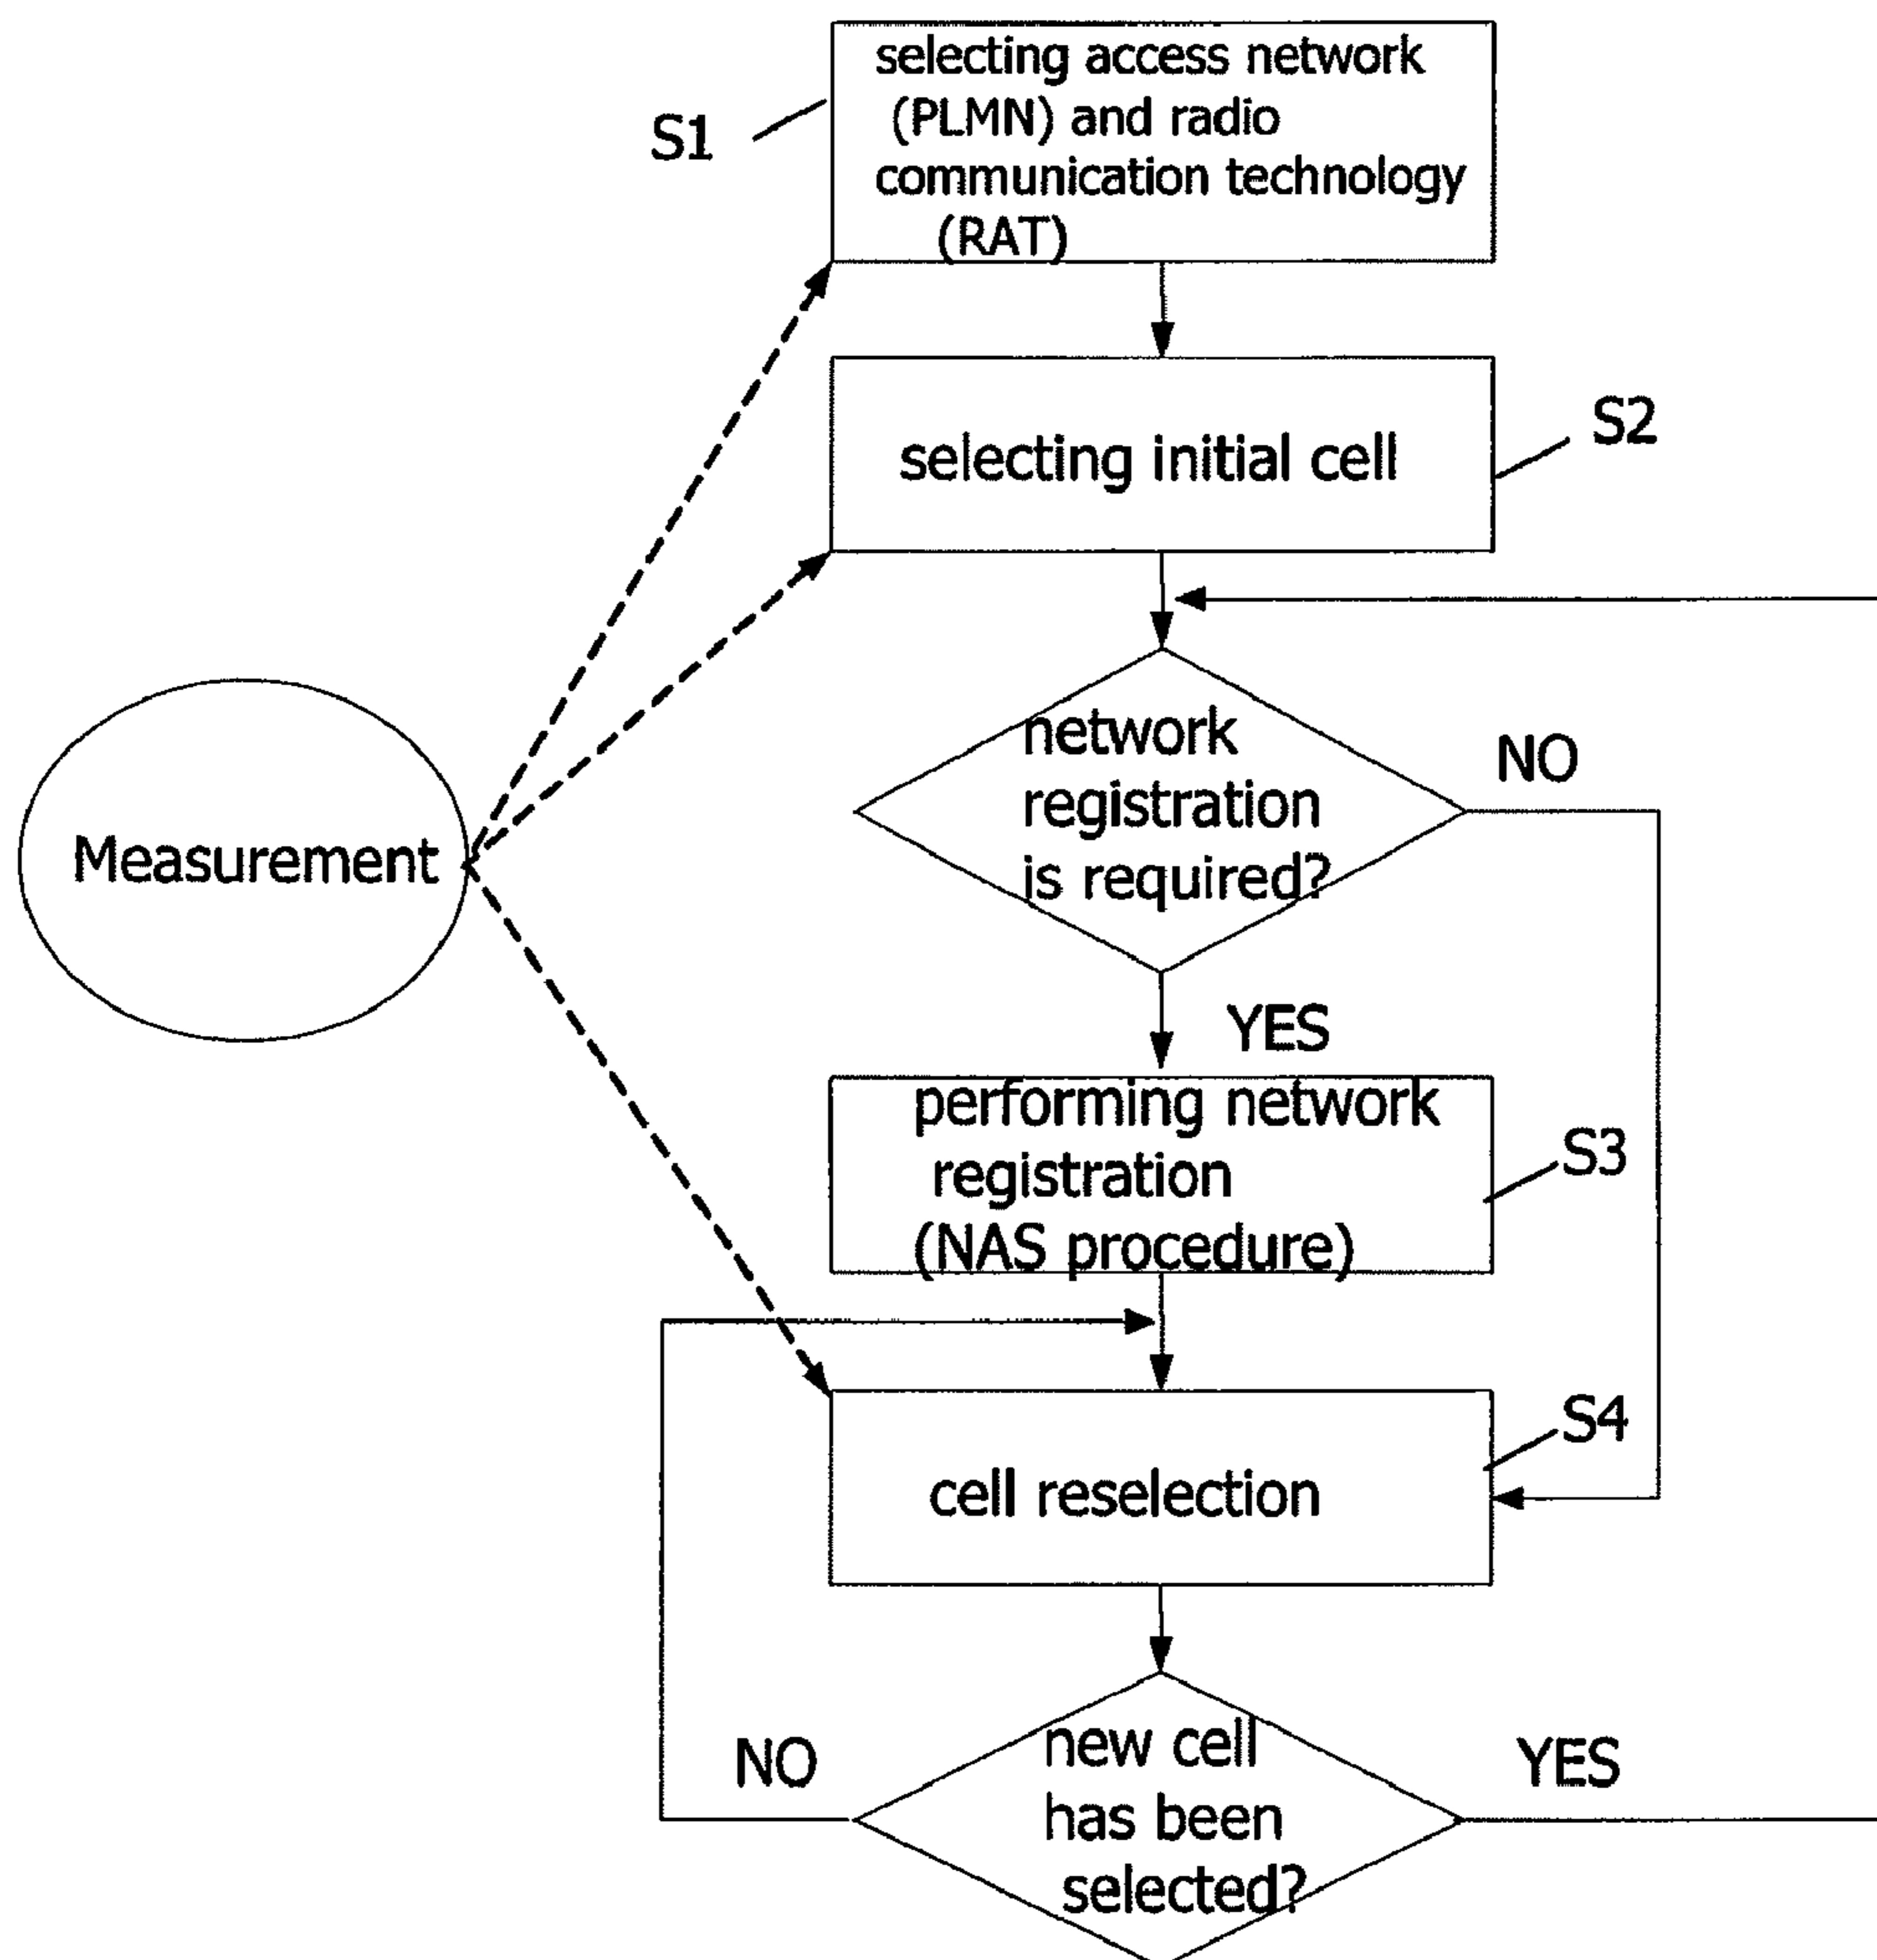 selecting access network
(PLMN) and radio
communication technology
(RAT)
S1
selecting initial cell
S2
network
registration
is required?
NO
Measurement
YES
performing network
registration
(NAS procedure)
S3
S4
cell reselection
NO
new cell
has been
selected?
YES